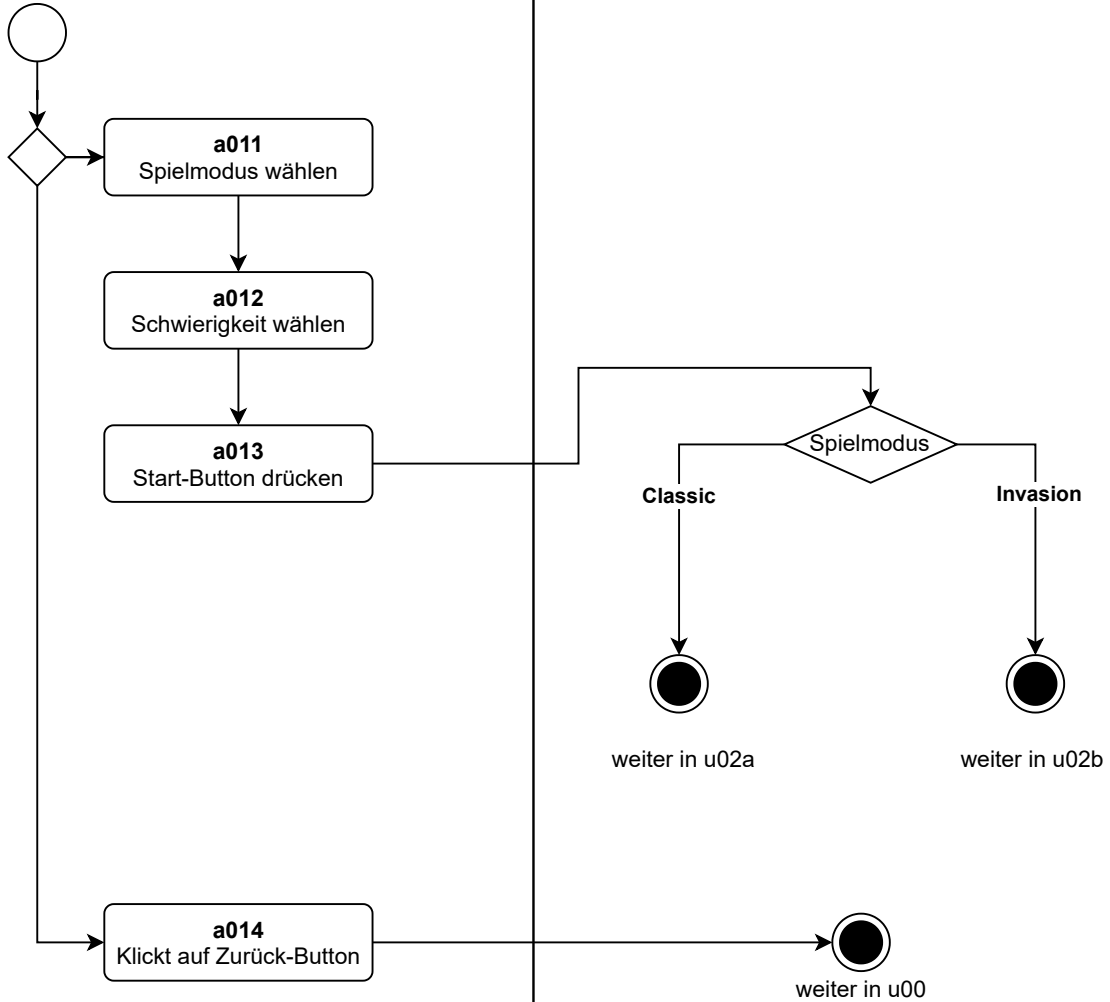 a011
Spielmodus wählen
a012
Schwierigkeit wählen
a013
Start-Button drücken
Spielmodus
Classic
Invasion
weiter in u02a
weiter in u02b
a014
Klickt auf Zurück-Button
weiter in u00